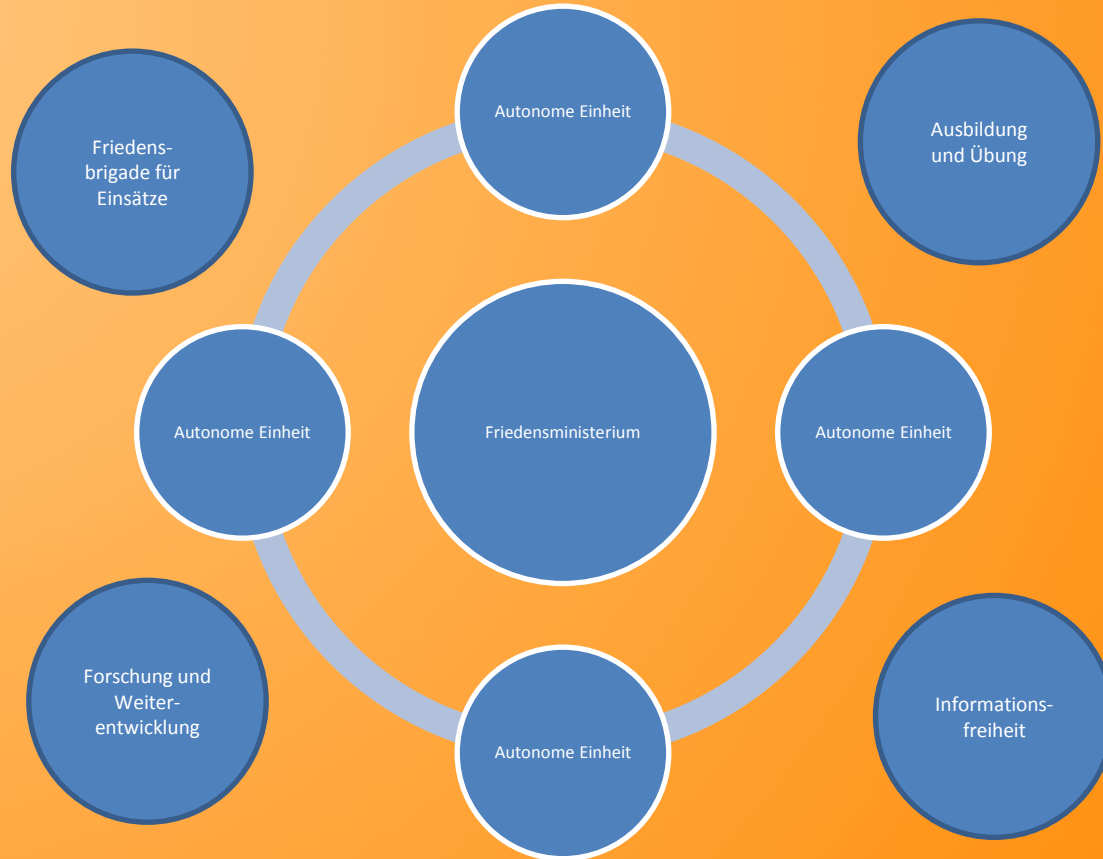 Autonome Einheit
Friedens-
brigade für
Einsätze
Ausbildung
und Übung
Autonome Einheit
Friedensministerium
Autonome Einheit
Forschung und
Weiter-
entwicklung
Informations-
freiheit
Autonome Einheit